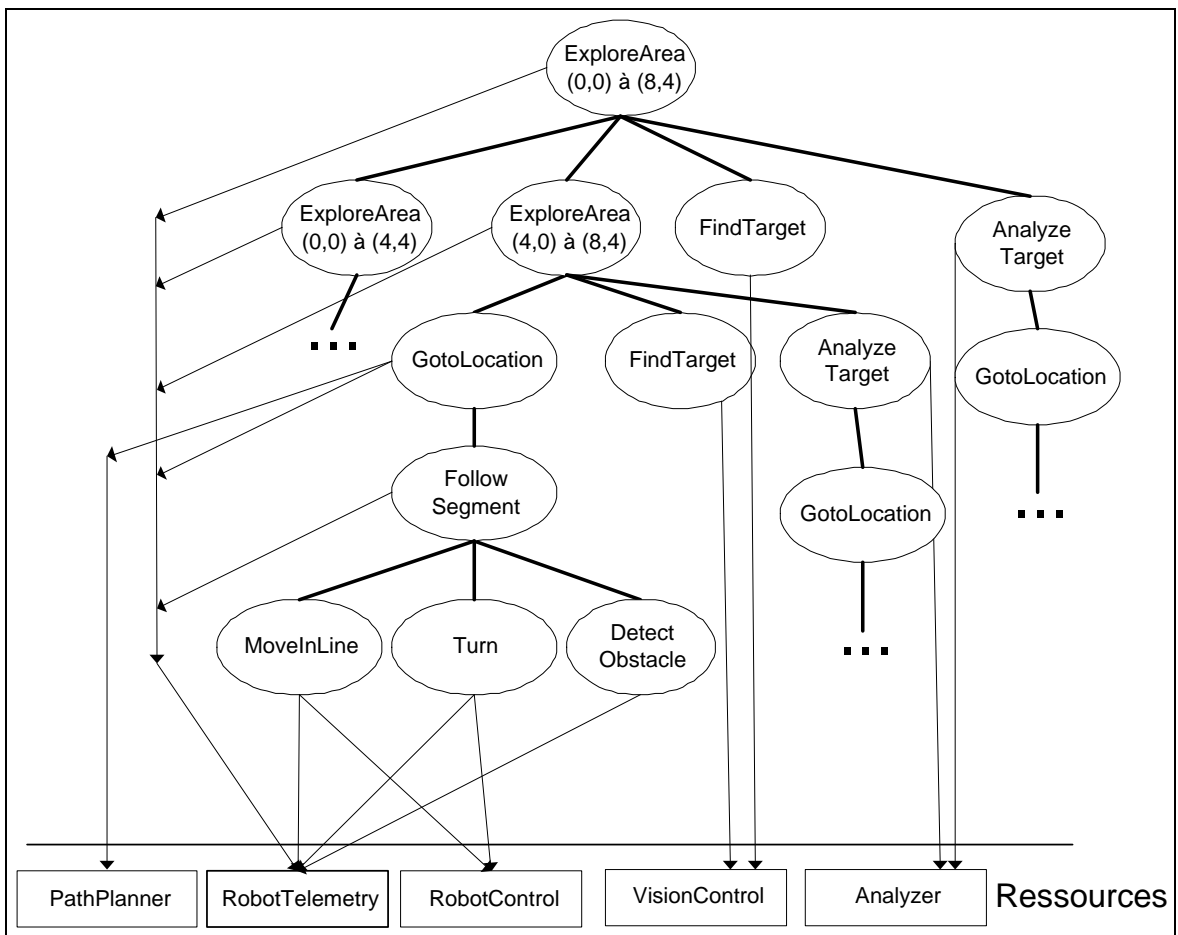 ExploreArea
(0,0) à (8,4)
ExploreArea
(0,0) à (4,4)
ExploreArea
(4,0) à (8,4)
FindTarget
Analyze
Target
...
GotoLocation
FindTarget
Analyze
Target
GotoLocation
Follow
Segment
GotoLocation
...
MoveInLine
Turn
Detect
Obstacle
...
PathPlanner
RobotTelemetry
RobotControl
VisionControl
Analyzer
Ressources